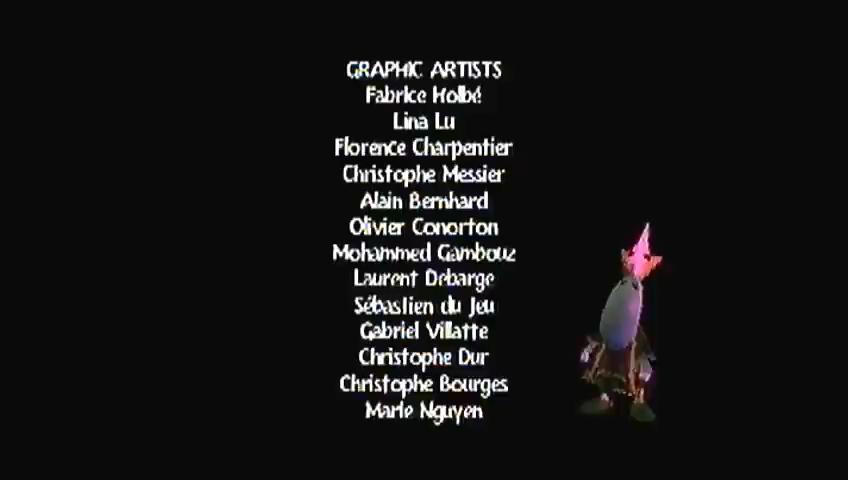 GRAPHIC ARTISTS
Fabrice Holbé
Lina Lu
Florence Charpentier
Christophe Messier
Alain Bernhard
Olivier Conorton
Mohammed Gambouz
Laurent Debarge
Sébastien du Jeu
Gabriel Villatte
Christophe Dur
Christophe Bourges
Marie Nguyen